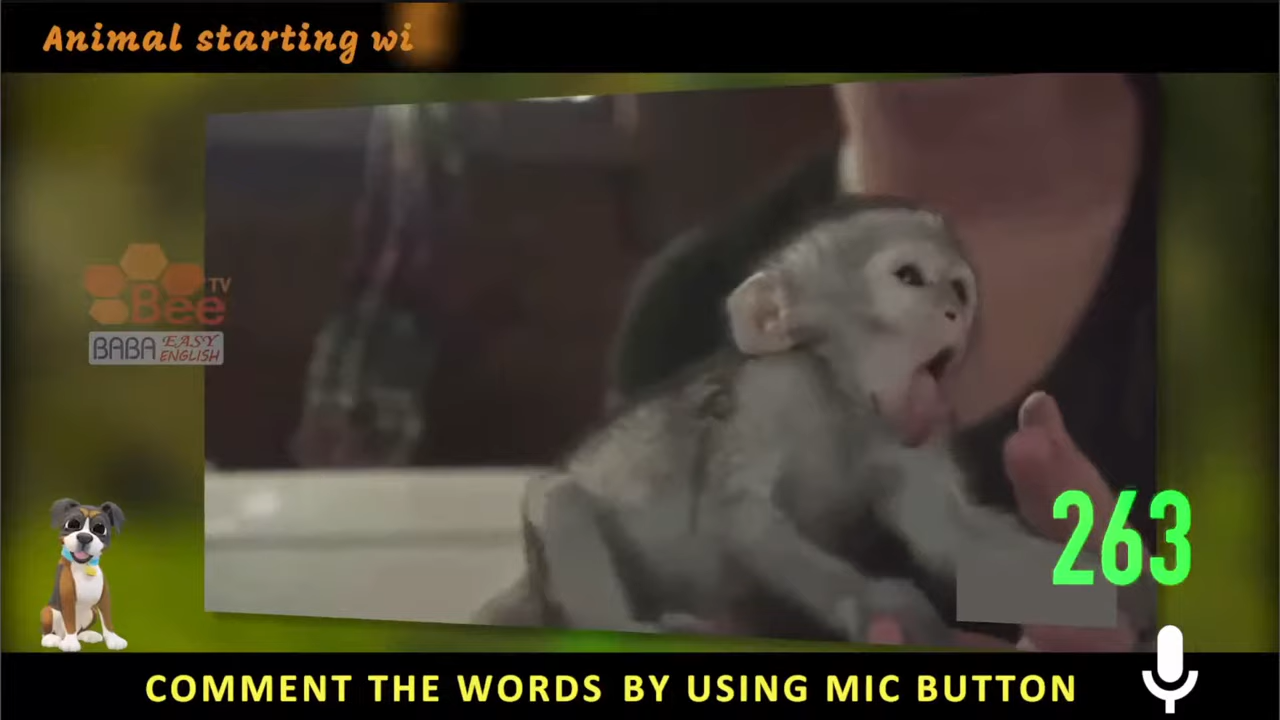 Animal starting wi
TV
Bee
BABA EASY
ENGLISH
263
COMMENT THE WORDS BY USING MIC BUTTON